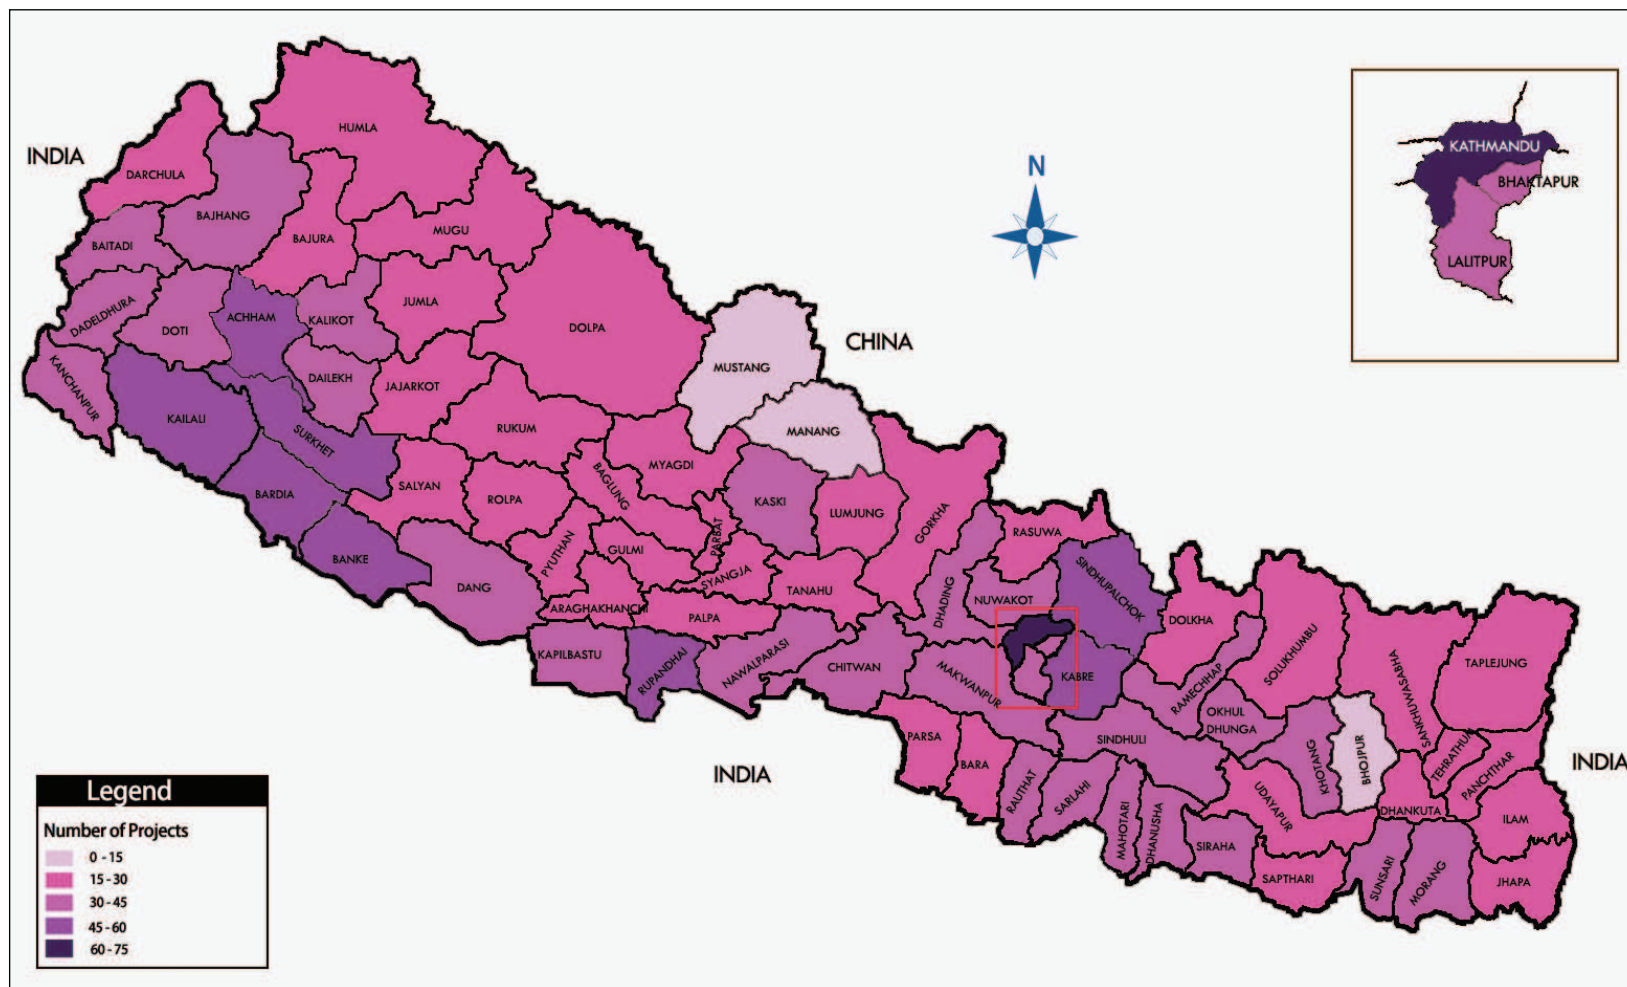 INDIA
HUMLA
DARCHULA
BAJHANG
BAITADI
BAJURA
MUGU
DADELDHURA
DOTI
ACHHAM
KALIKOT
JUMLA
DOLPA
KANCHANPUR
DAILEKH
JAJARKOT
KAILALI
SURKHET
RUKUM
BARDIA
SALYAN
ROLPA
BAGLUNG
MYAGDI
MUSTANG
MANANG
CHINA
N
KATHMANDU
BHAKTAPUR
LALITPUR
KASKI
LUMJUNG
GORKHA
BANKE
DANG
PYUTHAN
GULMI
PARBAT
SYANGJA
TANAHU
ARAGHAKHANCHI
PALPA
KAPILBASTU
RUPANDHAI
NAWALPARASI
CHITWAN
DHADING
RASUWA
NUWAKOT
SINDHUPALCHOK
MAKWANPUR
KABRE
DOLKHA
RAMECHHAP
SOLUKHUMBU
OKHUL
DHUNGA
SANKHUWASABHA
TAPLEJUNG
PARSA
BARA
RAUTHAT
SARLAHI
SINDHULI
MAHOTARI
DHANUSHA
SIRAHA
UDAYAPUR
SAPTHARI
KHOTANG
BHOJPUR
TEHRATHUM
PANCHTHAR
DHANKUTA
ILAM
SUNSARI
MORANG
JHAPA
INDIA
INDIA
Legend
Number of Projects
0 - 15
15 - 30
30 - 45
45 - 60
60 - 75